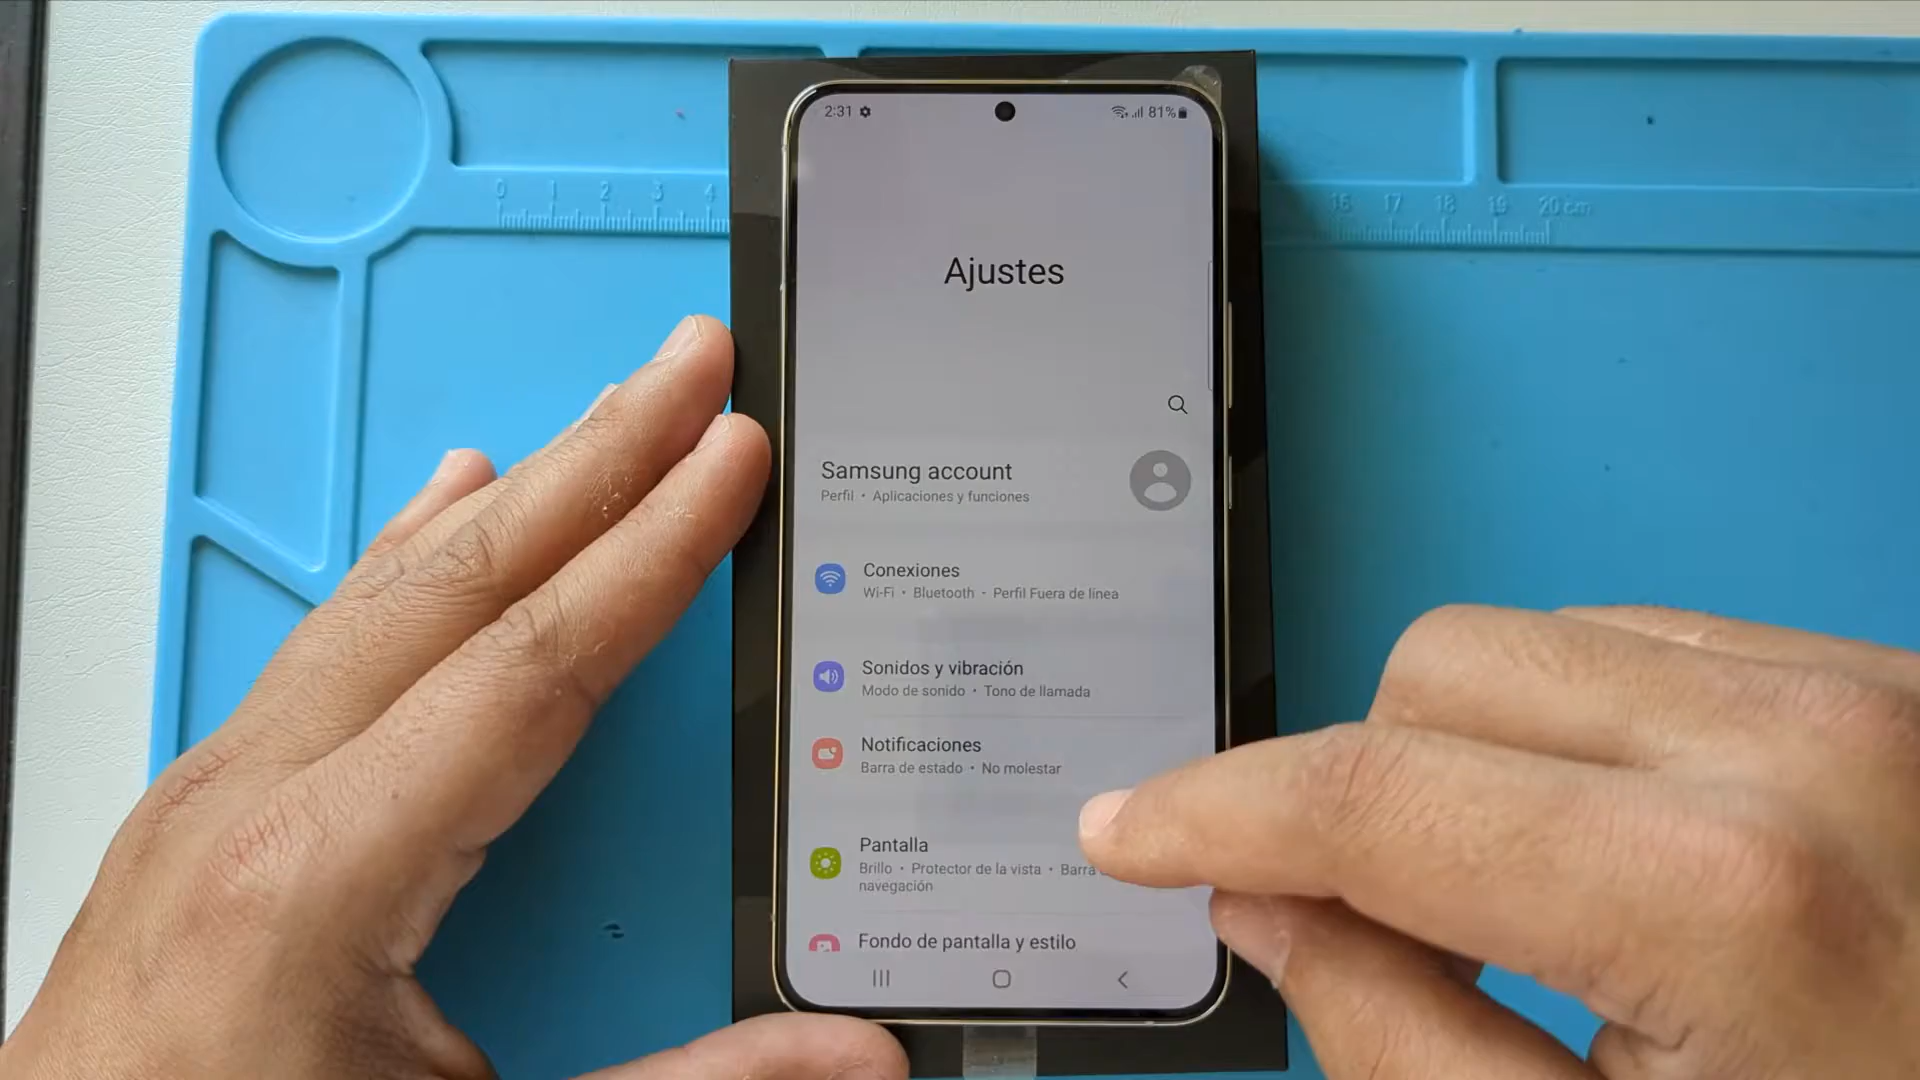 0 1 2 3 4
16 17 18 19 20 cm
2:31
81%
Ajustes
Samsung account
Perfil • Aplicaciones y funciones
Conexiones
Wi-Fi • Bluetooth • Perfil Fuera de línea
Sonidos y vibración
Modo de sonido • Tono de llamada
Notificaciones
Barra de estado • No molestar
Pantalla
Brillo • Protector de la vista • Barra
navegación
Fondo de pantalla y estilo